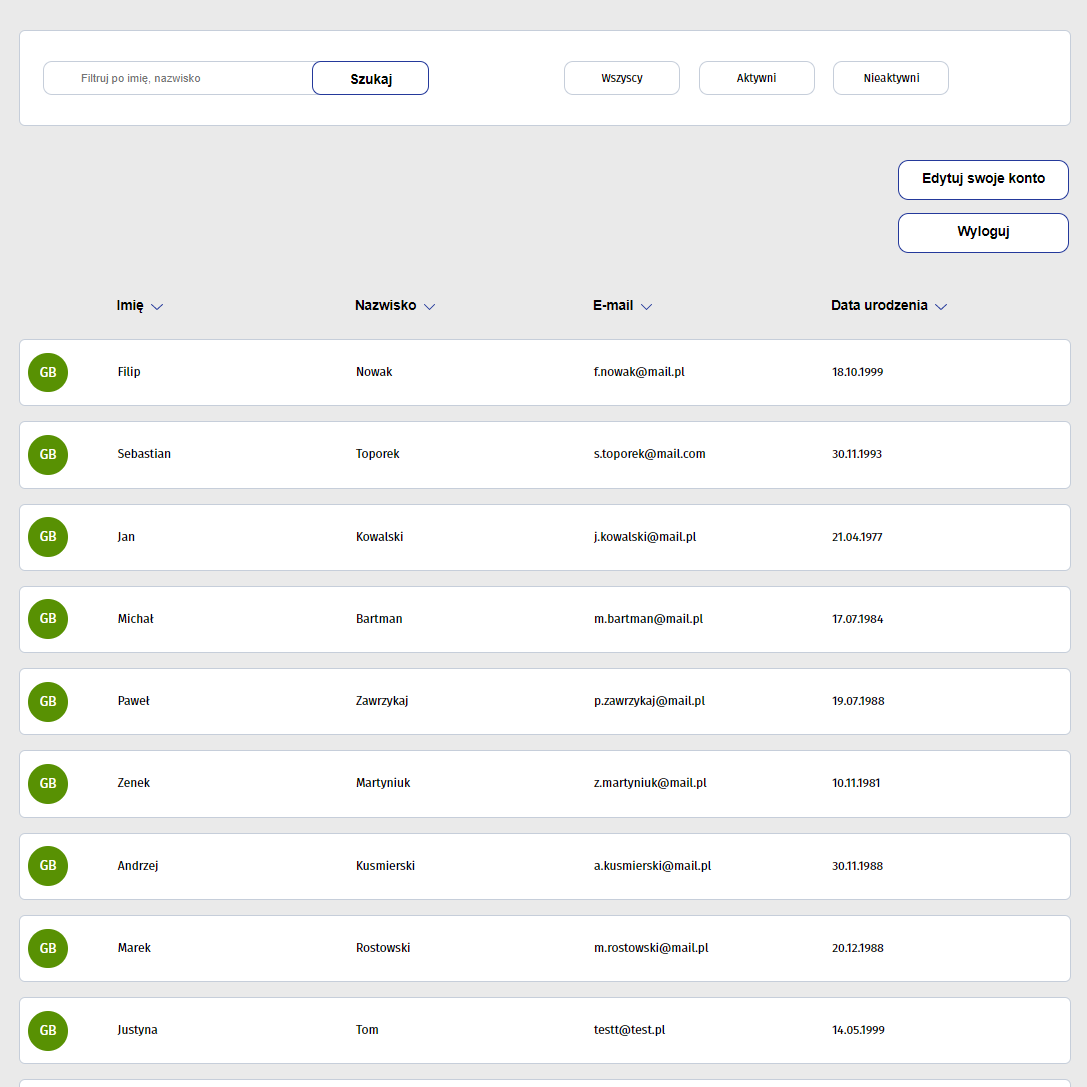 Filtruj po imię, nazwisko Szukaj Wszyscy Aktywni Nieaktywni
Edytuj swoje konto
Wyloguj
Imię Nazwisko E-mail Data urodzenia
GB Filip Nowak f.nowak@mail.pl 18.10.1999
GB Sebastian Toporek s.toporek@mail.com 30.11.1993
GB Jan Kowalski j.kowalski@mail.pl 21.04.1977
GB Michał Bartman m.bartman@mail.pl 17.07.1984
GB Paweł Zawrzykaj p.zawrzykaj@mail.pl 19.07.1988
GB Zenek Martyniuk z.martyniuk@mail.pl 10.11.1981
GB Andrzej Kusmierski a.kusmierski@mail.pl 30.11.1988
GB Marek Rostowski m.rostowski@mail.pl 20.12.1988
GB Justyna Tom testt@test.pl 14.05.1999